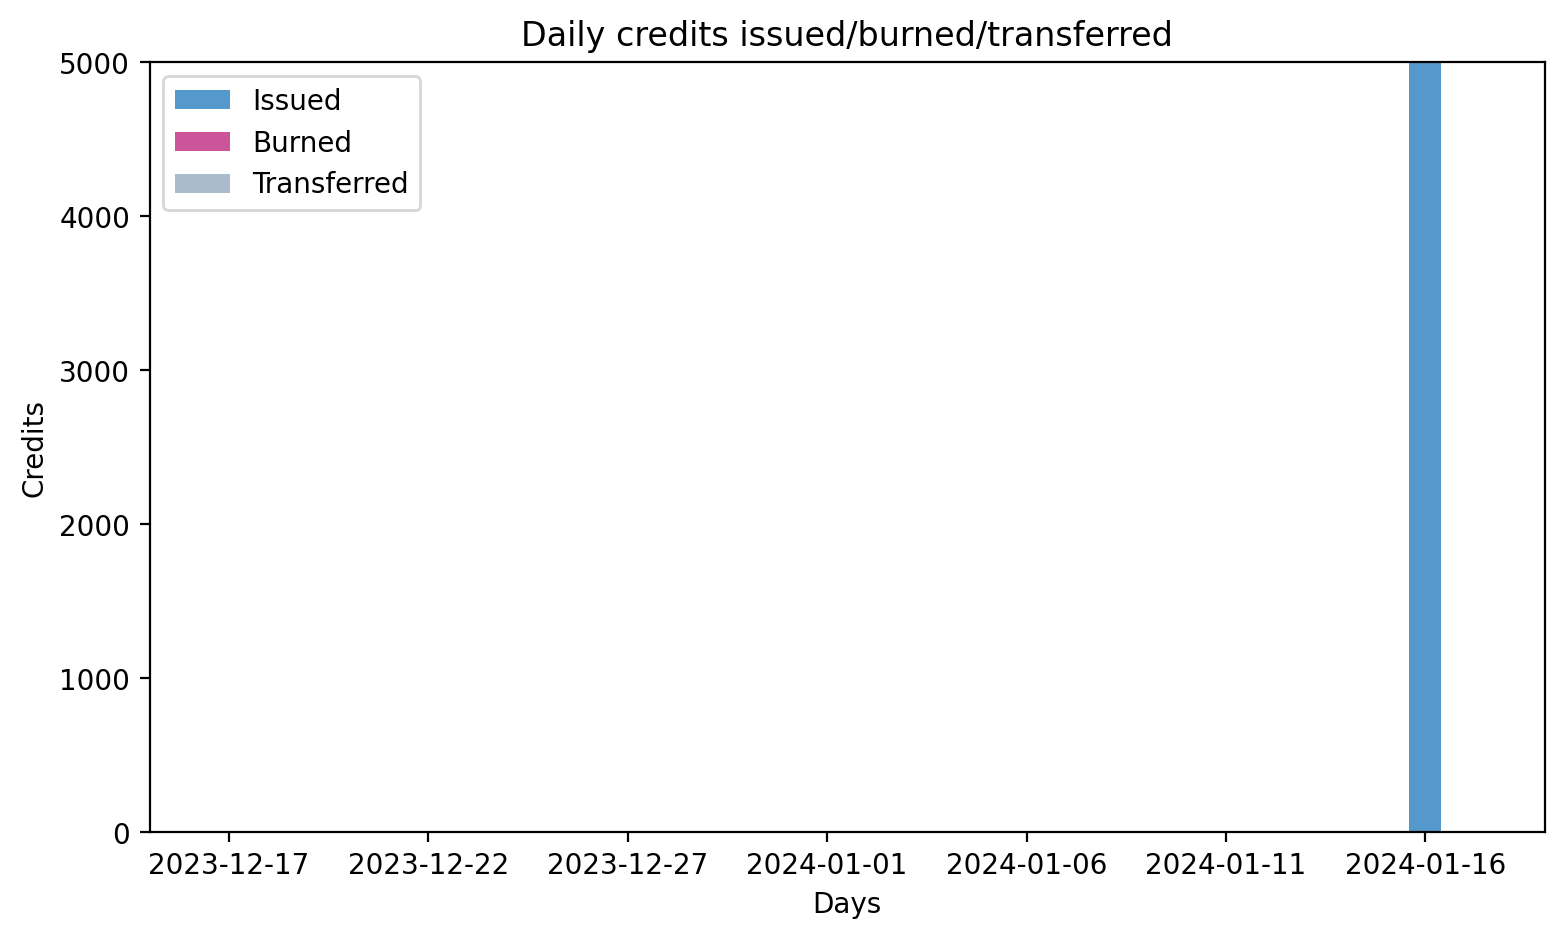 Daily credits issued/burned/transferred
5000
4000
3000
2000
1000
0
Credits
Issued
Burned
Transferred
2023-12-17
2023-12-22
2023-12-27
2024-01-01
2024-01-06
2024-01-11
2024-01-16
Days